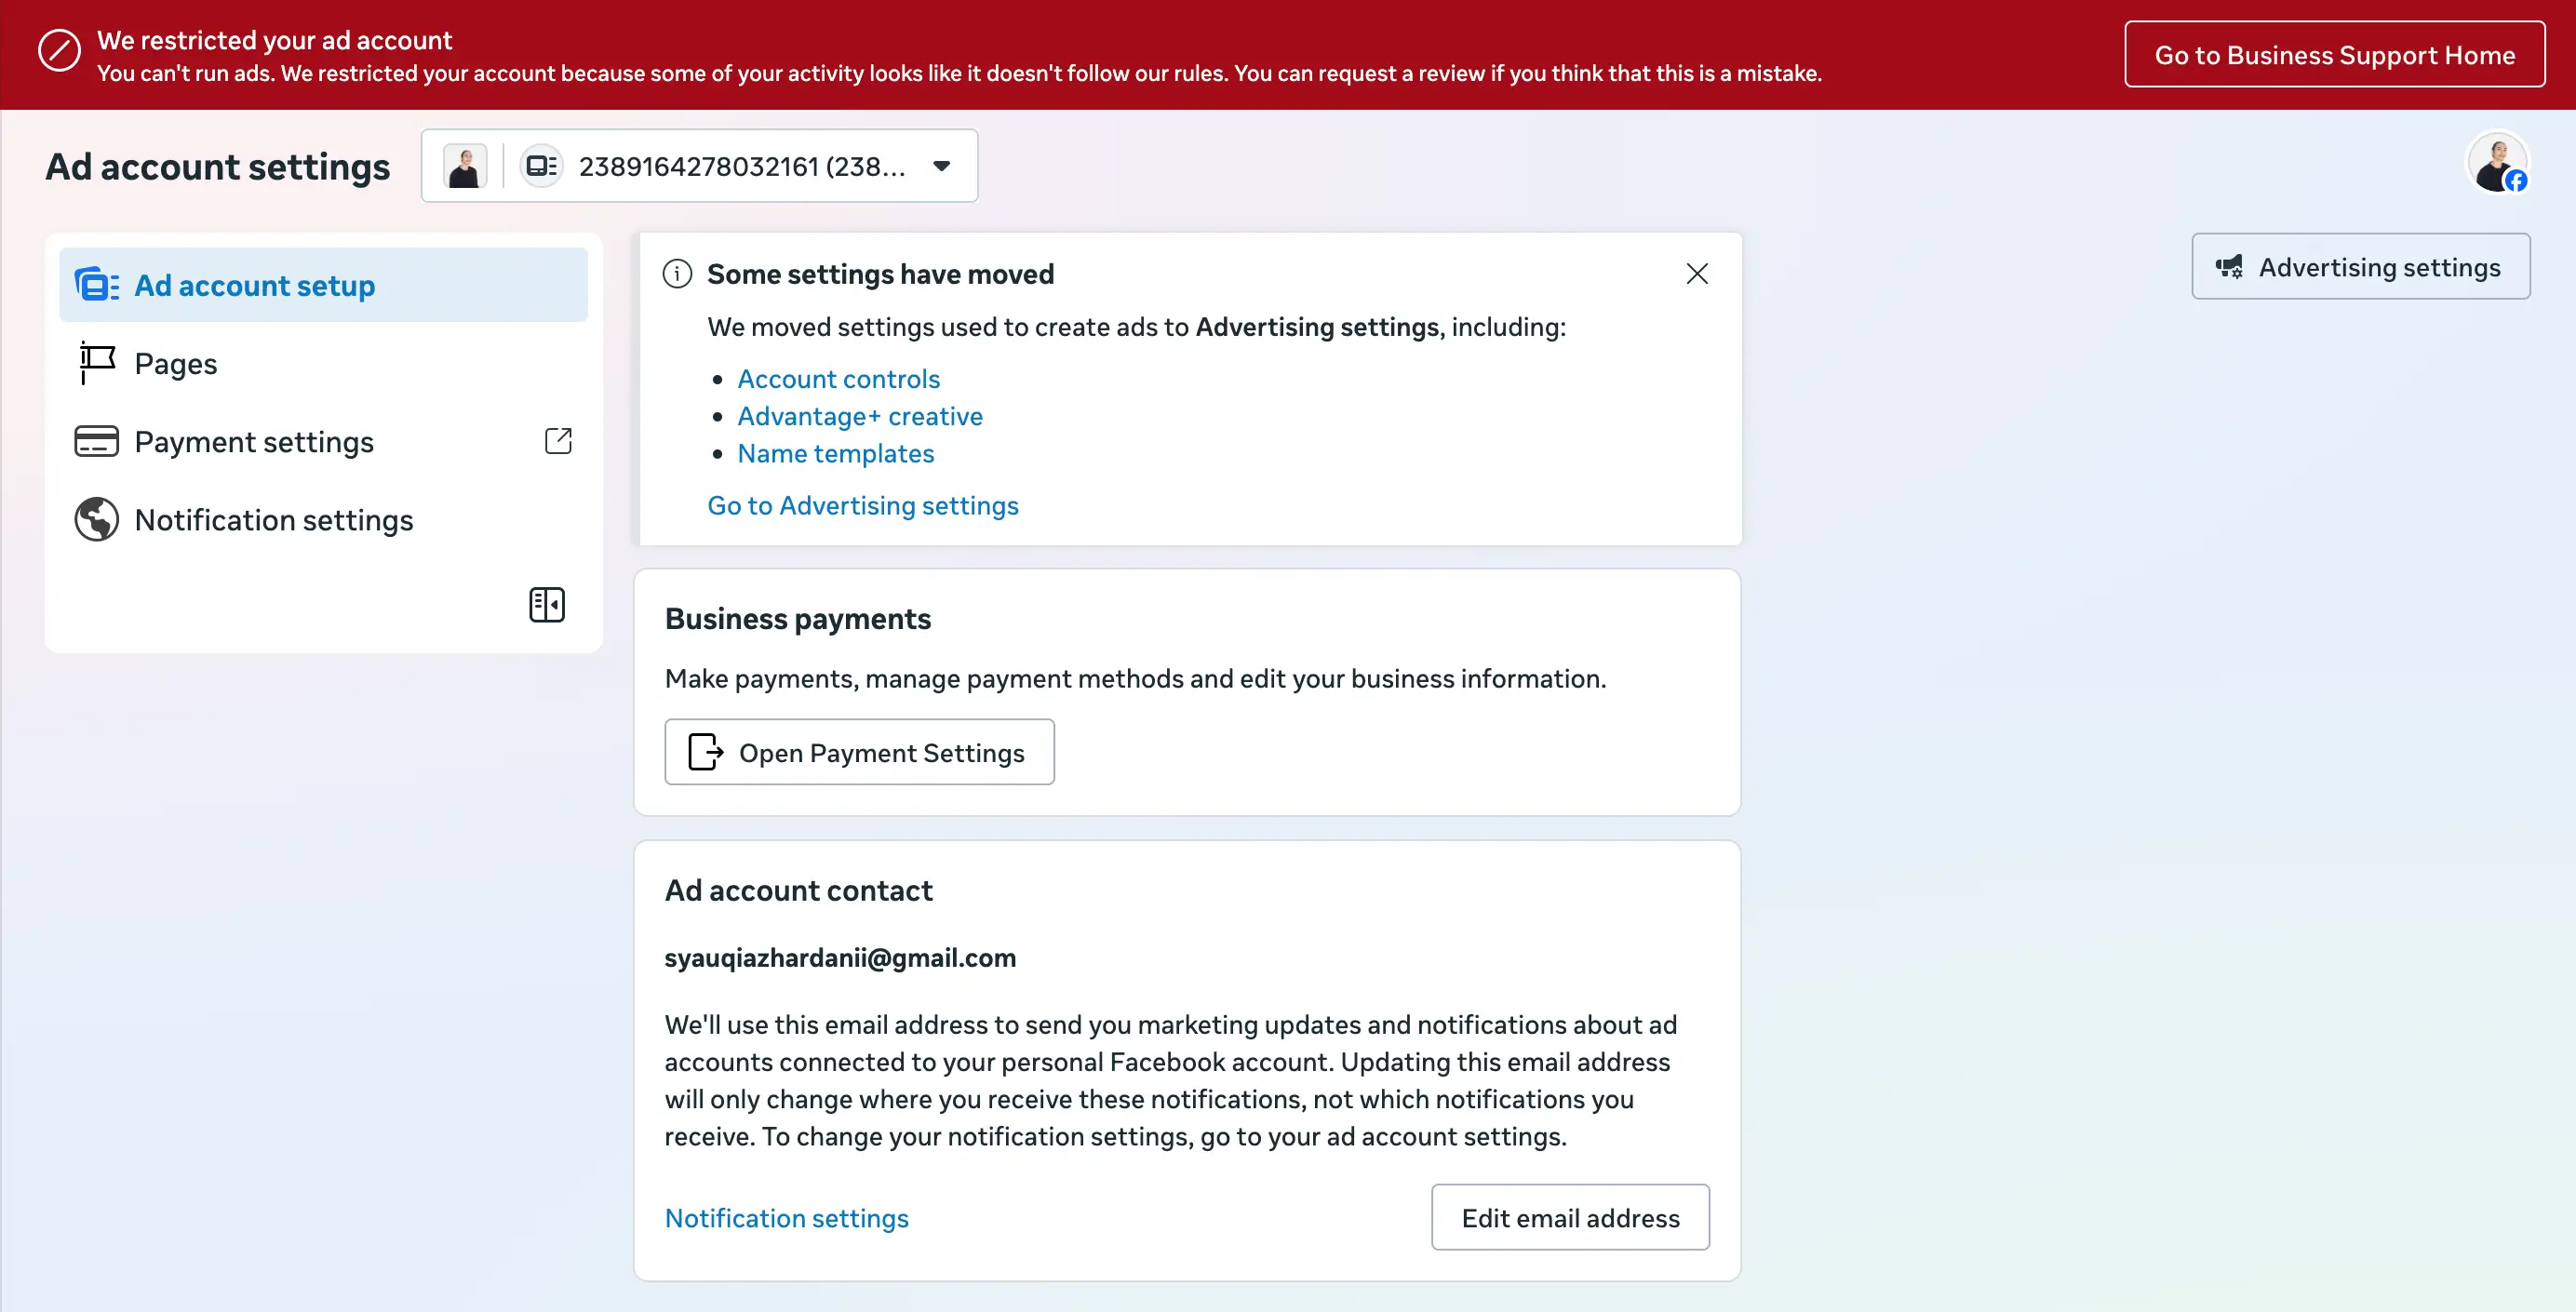 We restricted your ad account
You can't run ads. We restricted your account because some of your activity looks like it doesn't follow our rules. You can request a review if you think that this is a mistake.
Go to Business Support Home
Ad account settings
2389164278032161 (238...
Ad account setup
Pages
Payment settings
Notification settings
Some settings have moved
We moved settings used to create ads to Advertising settings, including:
• Account controls
• Advantage+ creative
• Name templates
Go to Advertising settings
Advertising settings
Business payments
Make payments, manage payment methods and edit your business information.
Open Payment Settings
Ad account contact
syauqiazhardanii@gmail.com
We'll use this email address to send you marketing updates and notifications about ad
accounts connected to your personal Facebook account. Updating this email address
will only change where you receive these notifications, not which notifications you
receive. To change your notification settings, go to your ad account settings.
Notification settings
Edit email address